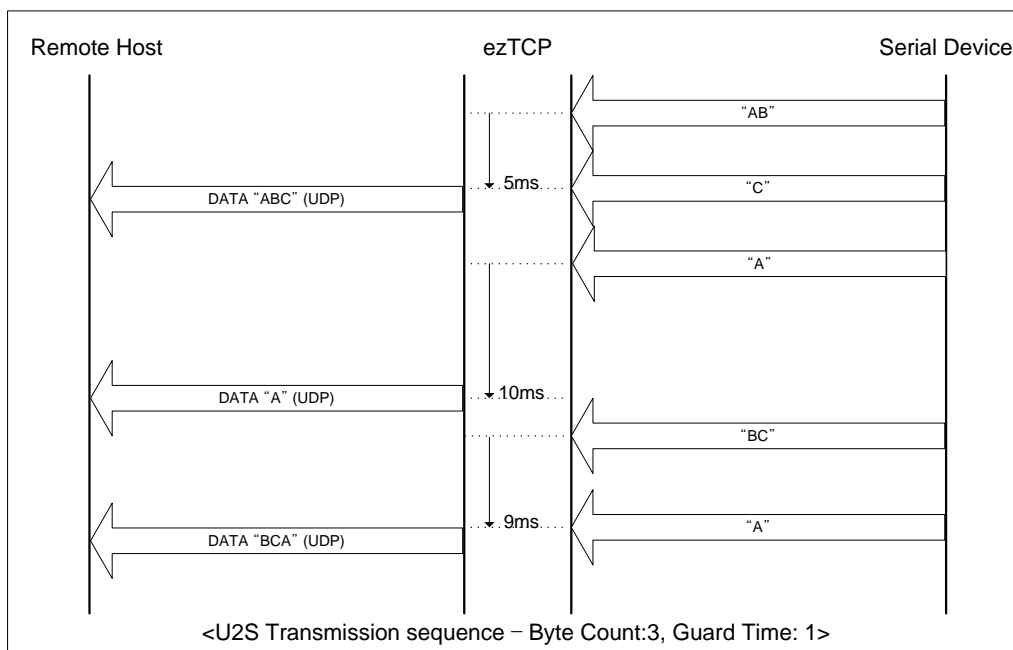 Remote Host ezTCP Serial Device
“AB”
5ms “C”
DATA “ABC” (UDP)
“A”
DATA “A” (UDP) 10ms
“BC”
9ms “A”
DATA “BCA” (UDP)
<U2S Transmission sequence – Byte Count:3, Guard Time: 1>